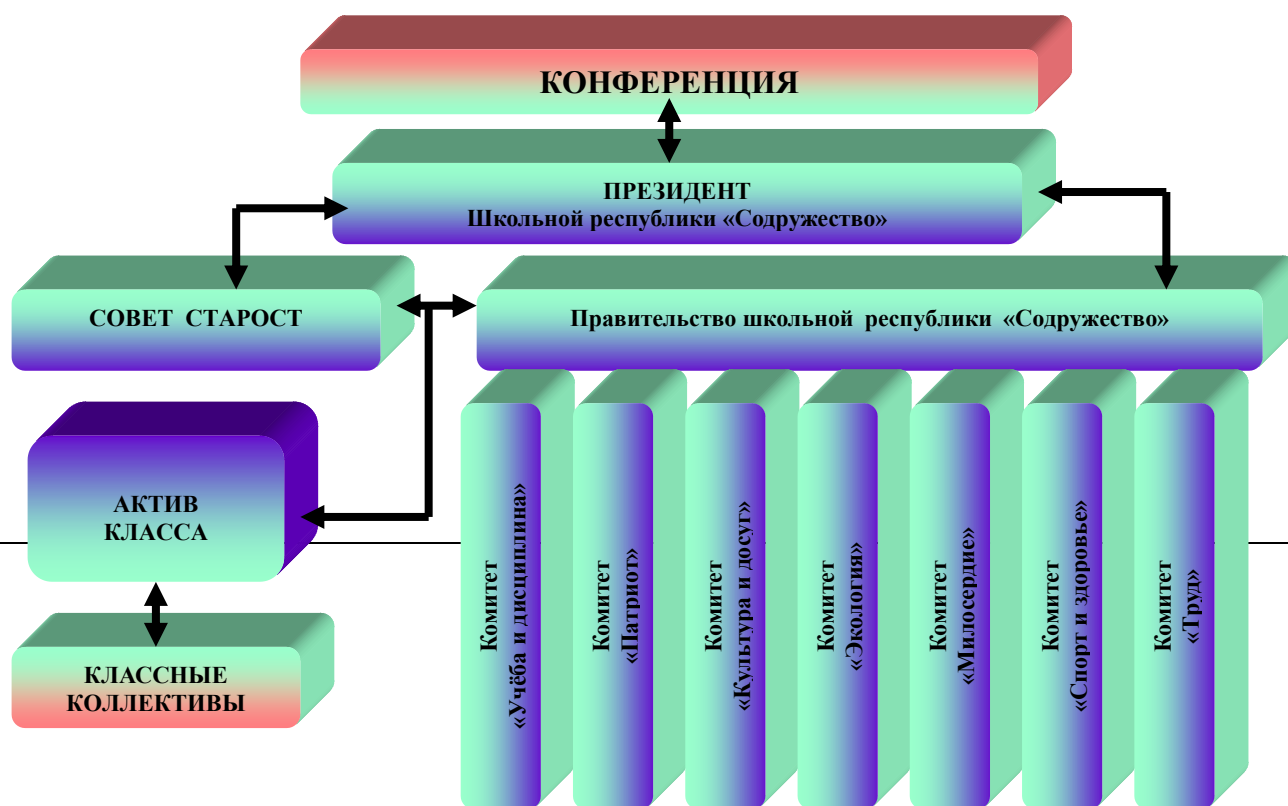 КОНФЕРЕНЦИЯ
ПРЕЗИДЕНТ
Школьной республики «Содружество»
СОВЕТ СТАРОСТ
Правительство школьной республики «Содружество»
АКТИВ
КЛАССА
КЛАССНЫЕ
КОЛЛЕКТИВЫ
Комитет
«Учёба и дисциплина»
Комитет
«Патриот»
Комитет
«Культура и досуг»
Комитет
«Экология»
Комитет
«Милосердие»
Комитет
«Спорт и здоровье»
Комитет
«Труд»